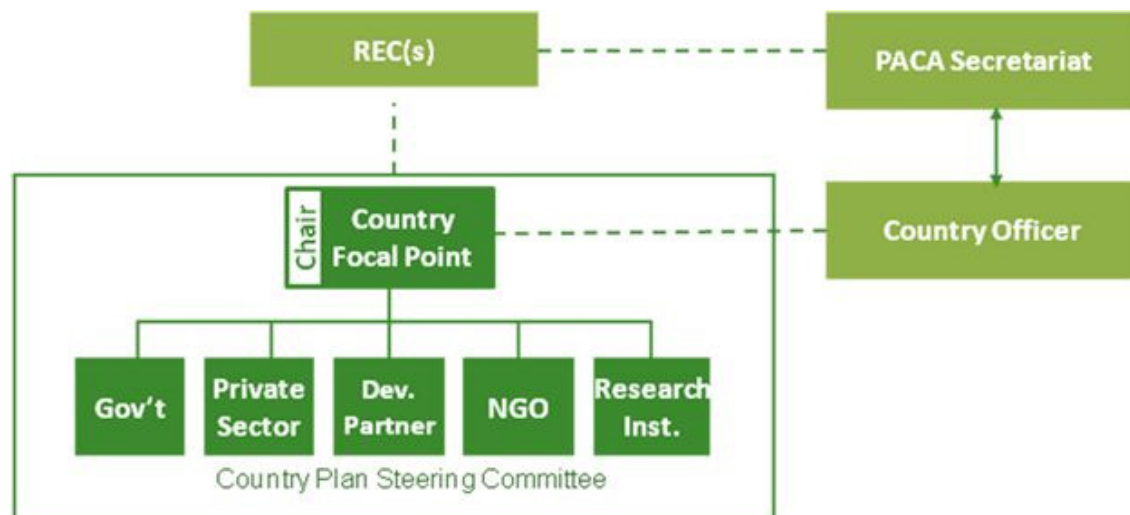 REC(s)
PACA Secretariat
Chair
Country
Focal Point
Country Officer
Gov't
Private
Sector
Dev.
Partner
NGO
Research
Inst.
Country Plan Steering Committee